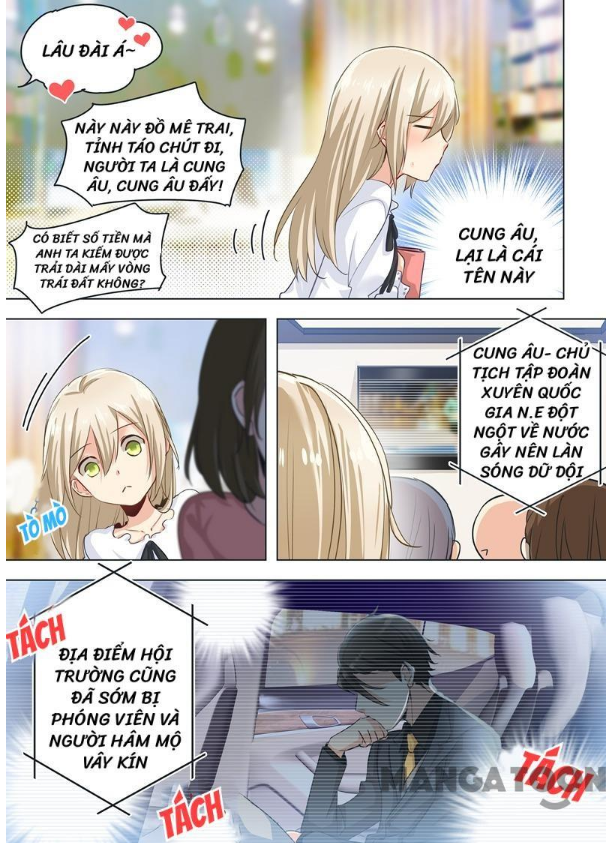 LÂU ĐÀI Á~
NÀY NÀY ĐỒ MÊ TRAI,
TỈNH TÁO CHÚT ĐI,
NGƯỜI TA LÀ CUNG
ÂU, CUNG ÂU ĐẤY!
CÓ BIẾT SỐ TIỀN MÀ
ANH TA KIẾM ĐƯỢC
TRẢI DÀI MẤY VÒNG
TRÁI ĐẤT KHÔNG?
CUNG ÂU,
LẠI LÀ CÁI
TÊN NÀY
TÒ MÒ
CUNG ÂU- CHỦ
TỊCH TẬP ĐOÀN
XUYÊN QUỐC
GIA N.E ĐỘT
NGỘT VỀ NƯỚC
GÂY NÊN LÀN
SÓNG DỮ DỘI
TÁCH
ĐỊA ĐIỂM HỘI
TRƯỜNG CŨNG
ĐÃ SỚM BỊ
PHÓNG VIÊN VÀ
NGƯỜI HÂM MỘ
VÂY KÍN
TÁCH
TÁCH
MANGATOON